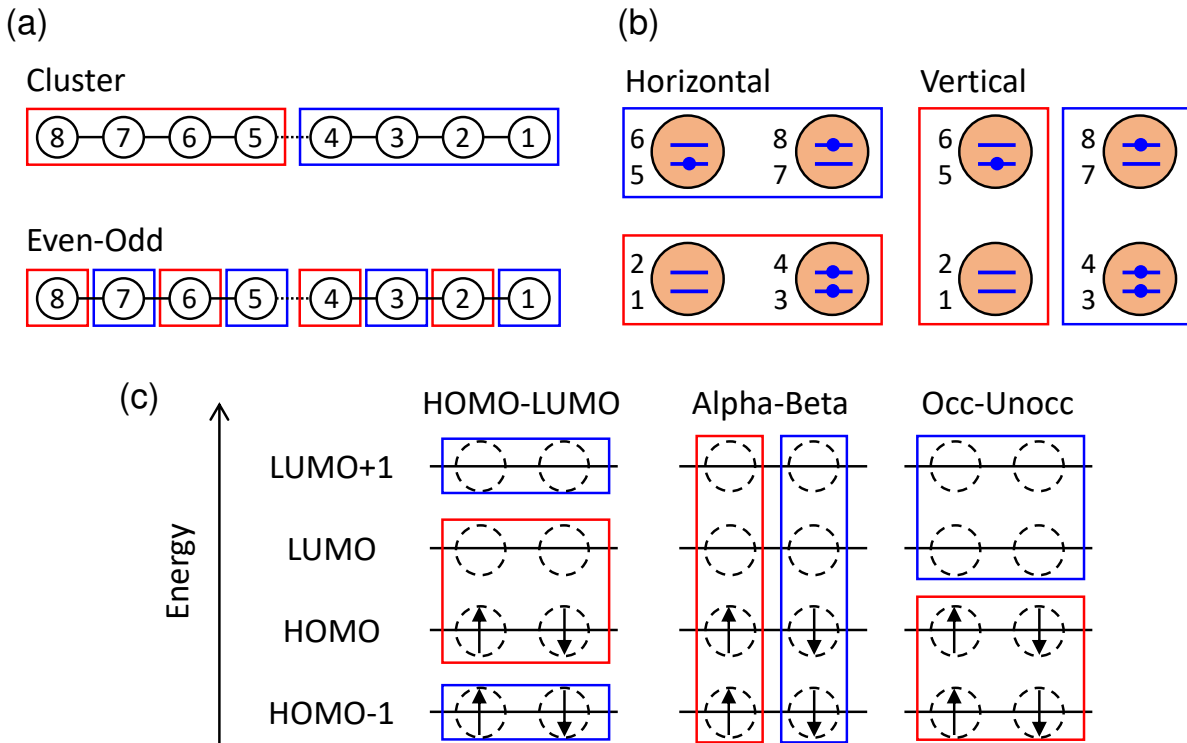 (a)
Cluster
8 7 6 5 4 3 2 1
Even-Odd
8 7 6 5 4 3 2 1
(b)
Horizontal
6 8
5 7
2 4
1 3
Vertical
6 8
5 7
2 4
1 3
(c)
HOMO-LUMO Alpha-Beta Occ-Unocc
Energy
LUMO+1
LUMO
HOMO
HOMO-1